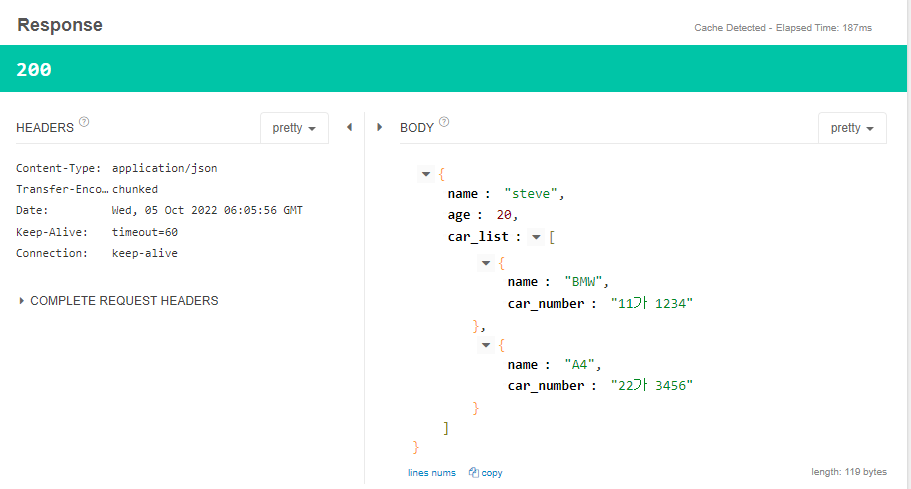 Response
Cache Detected - Elapsed Time: 187ms
200
HEADERS ?
pretty
Content-Type: application/json
Transfer-Enco… chunked
Date: Wed, 05 Oct 2022 06:05:56 GMT
Keep-Alive: timeout=60
Connection: keep-alive
COMPLETE REQUEST HEADERS
BODY ?
pretty
{
name : "steve",
age : 20,
car_list : [
{
name : "BMW",
car_number : "11가 1234"
},
{
name : "A4",
car_number : "22가 3456"
}
]
}
lines nums copy
length: 119 bytes